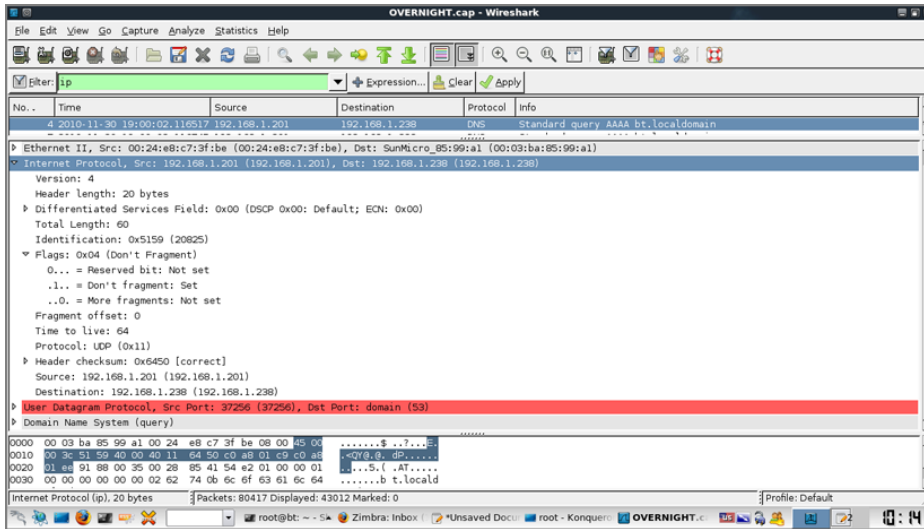 OVERNIGHT.cap - Wireshark
File Edit View Go Capture Analyze Statistics Help
Filter: ip Expression... Clear Apply
No. . Time Source Destination Protocol Info
4 2010-11-30 19:00:02.116517 192.168.1.201 192.168.1.238 DNS Standard query AAAA bt.localdomain
Ethernet II, Src: 00:24:e8:c7:3f:be (00:24:e8:c7:3f:be), Dst: SunMicro_85:99:a1 (00:03:ba:85:99:a1)
Internet Protocol, Src: 192.168.1.201 (192.168.1.201), Dst: 192.168.1.238 (192.168.1.238)
Version: 4
Header length: 20 bytes
Differentiated Services Field: 0x00 (DSCP 0x00: Default; ECN: 0x00)
Total Length: 60
Identification: 0x5159 (20825)
Flags: 0x04 (Don't Fragment)
0... = Reserved bit: Not set
.1.. = Don't fragment: Set
..0. = More fragments: Not set
Fragment offset: 0
Time to live: 64
Protocol: UDP (0x11)
Header checksum: 0x6450 [correct]
Source: 192.168.1.201 (192.168.1.201)
Destination: 192.168.1.238 (192.168.1.238)
User Datagram Protocol, Src Port: 37256 (37256), Dst Port: domain (53)
Domain Name System (query)
0000 00 03 ba 85 99 a1 00 24 e8 c7 3f be 08 00 45 00 .......$ ..?...E.
0010 00 3c 51 59 40 00 40 11 64 50 c0 a8 01 c9 c0 a8 .<QY@.@. dP......
0020 01 ee 91 88 00 35 00 28 85 41 54 e2 01 00 00 01 .....5.( .AT.....
0030 00 00 00 00 00 00 02 62 74 0b 6c 6f 63 61 6c 64 .......b t.locald
Internet Protocol (ip), 20 bytes Packets: 80417 Displayed: 43012 Marked: 0 Profile: Default
root@bt: ~ - Zimbra: Inbox ( *Unsaved Docu root - Konquero OVERNIGHT.c US 2